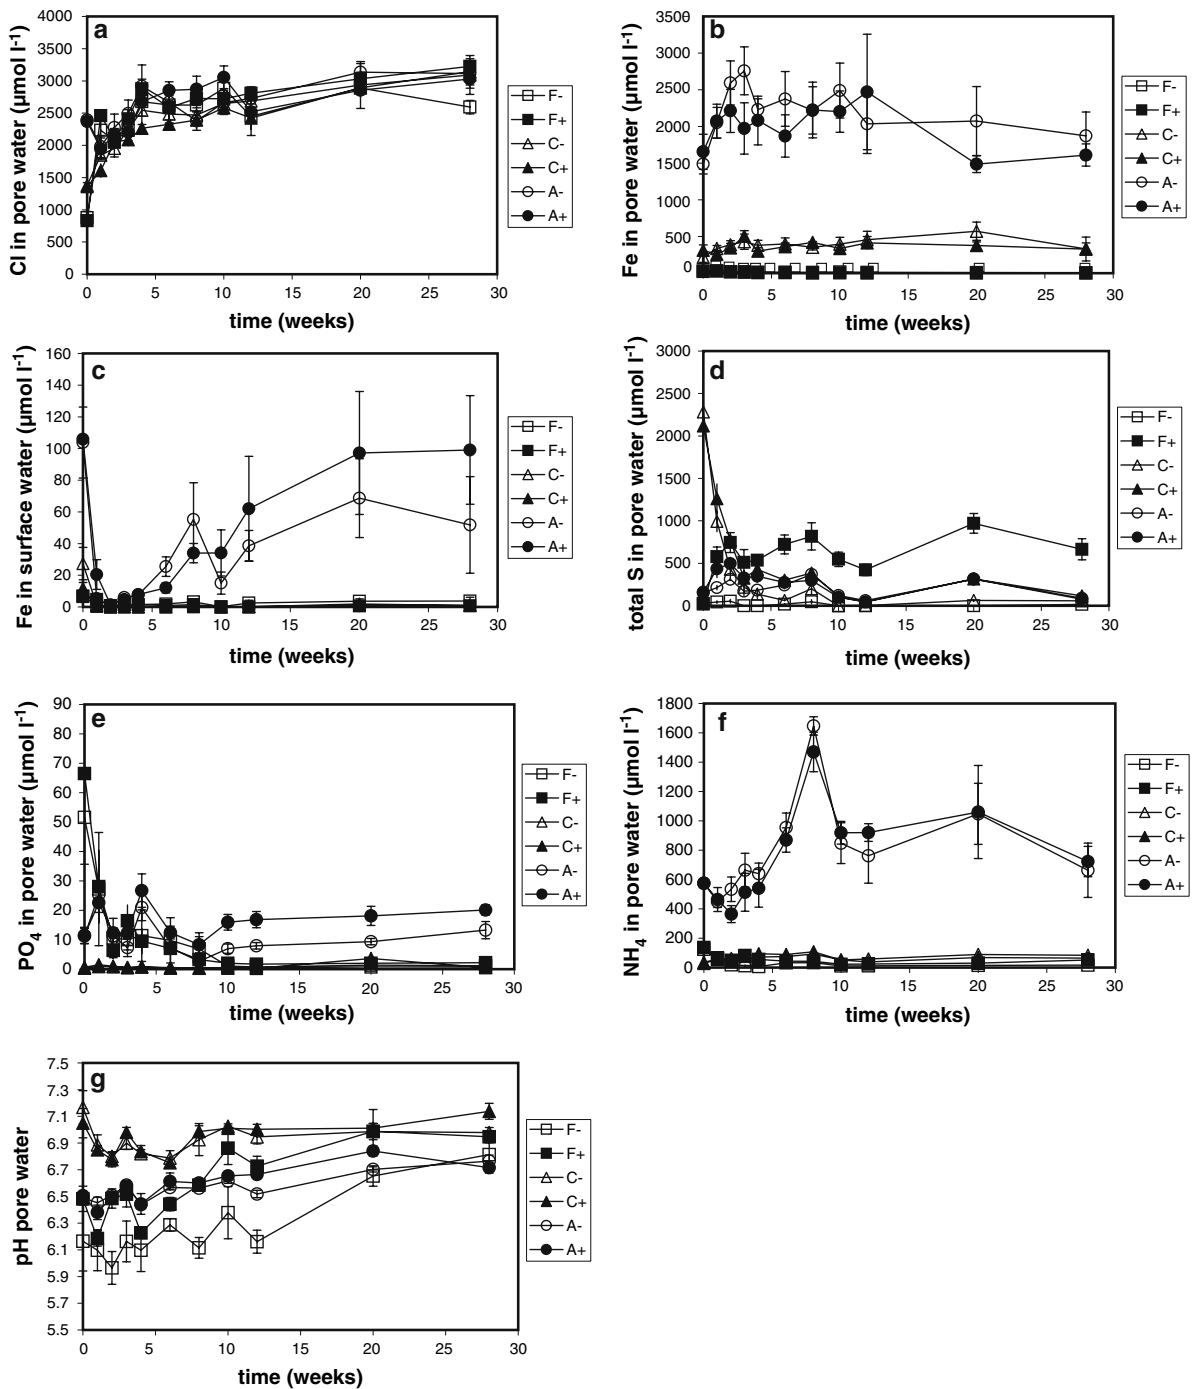 a
Cl in pore water (µmol l-1)
4000
3500
3000
2500
2000
1500
1000
500
0
0 5 10 15 20 25 30
time (weeks)
F-
F+
C-
C+
A-
A+
b
Fe in pore water (µmol l-1)
3500
3000
2500
2000
1500
1000
500
0
0 5 10 15 20 25 30
time (weeks)
F-
F+
C-
C+
A-
A+
c
Fe in surface water (µmol l-1)
160
140
120
100
80
60
40
20
0
0 5 10 15 20 25 30
time (weeks)
F-
F+
C-
C+
A-
A+
d
total S in pore water (µmol l-1)
3000
2500
2000
1500
1000
500
0
0 5 10 15 20 25 30
time (weeks)
F-
F+
C-
C+
A-
A+
e
PO4 in pore water (µmol l-1)
90
80
70
60
50
40
30
20
10
0
0 5 10 15 20 25 30
time (weeks)
F-
F+
C-
C+
A-
A+
f
NH4 in pore water (µmol l-1)
1800
1600
1400
1200
1000
800
600
400
200
0
0 5 10 15 20 25 30
time (weeks)
F-
F+
C-
C+
A-
A+
g
pH pore water
7.5
7.3
7.1
6.9
6.7
6.5
6.3
6.1
5.9
5.7
5.5
0 5 10 15 20 25 30
time (weeks)
F-
F+
C-
C+
A-
A+